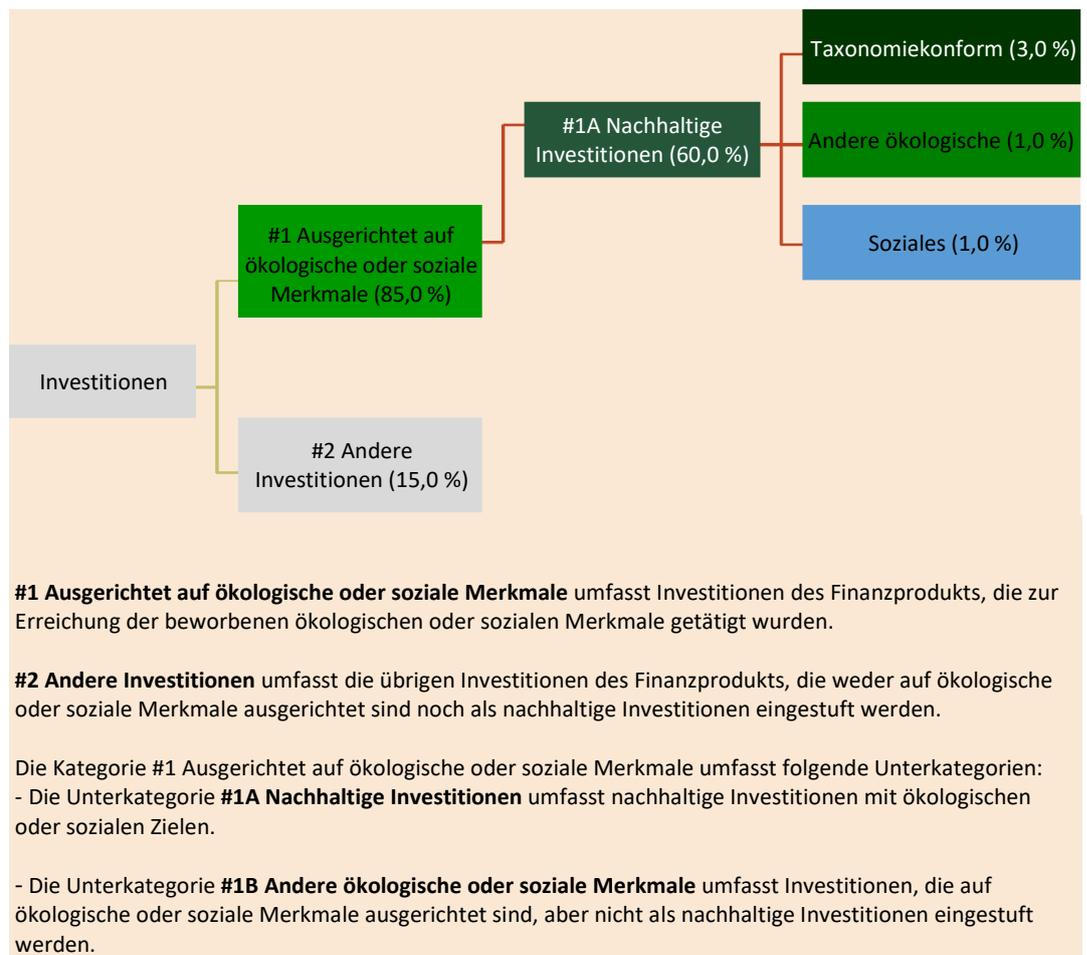 Taxonomiekonform (3,0 %)
#1A Nachhaltige
Investitionen (60,0 %)
Andere ökologische (1,0 %)
#1 Ausgerichtet auf
ökologische oder soziale
Merkmale (85,0 %)
Soziales (1,0 %)
Investitionen
#2 Andere
Investitionen (15,0 %)
#1 Ausgerichtet auf ökologische oder soziale Merkmale umfasst Investitionen des Finanzprodukts, die zur
Erreichung der beworbenen ökologischen oder sozialen Merkmale getätigt wurden.
#2 Andere Investitionen umfasst die übrigen Investitionen des Finanzprodukts, die weder auf ökologische
oder soziale Merkmale ausgerichtet sind noch als nachhaltige Investitionen eingestuft werden.
Die Kategorie #1 Ausgerichtet auf ökologische oder soziale Merkmale umfasst folgende Unterkategorien:
- Die Unterkategorie #1A Nachhaltige Investitionen umfasst nachhaltige Investitionen mit ökologischen
oder sozialen Zielen.
- Die Unterkategorie #1B Andere ökologische oder soziale Merkmale umfasst Investitionen, die auf
ökologische oder soziale Merkmale ausgerichtet sind, aber nicht als nachhaltige Investitionen eingestuft
werden.